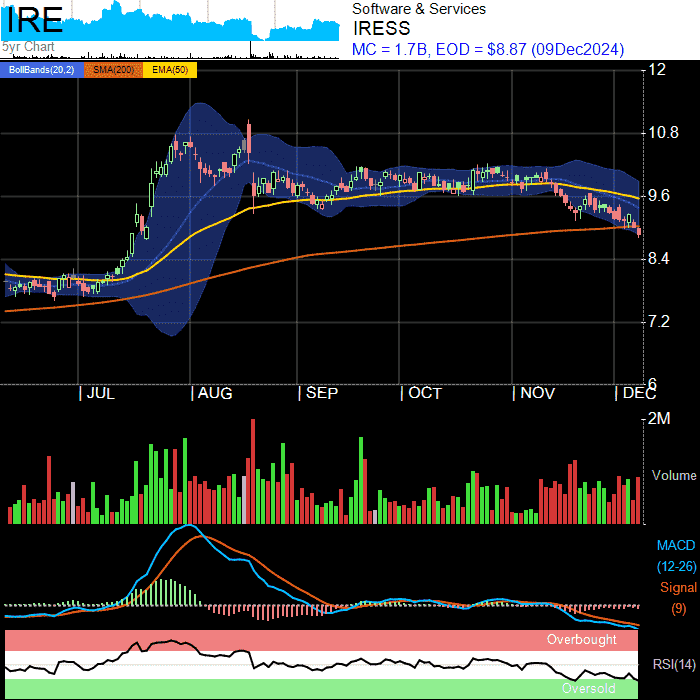 IRE
5yr Chart
Software & Services
IRESS
MC = 1.7B, EOD = $8.87 (09Dec2024)
BollBands(20,2) SMA(200) EMA(50)
12
10.8
9.6
8.4
7.2
6
| JUL | AUG | SEP | OCT | NOV | DEC
2M
Volume
MACD
(12-26)
Signal
(9)
Overbought
RSI(14)
Oversold